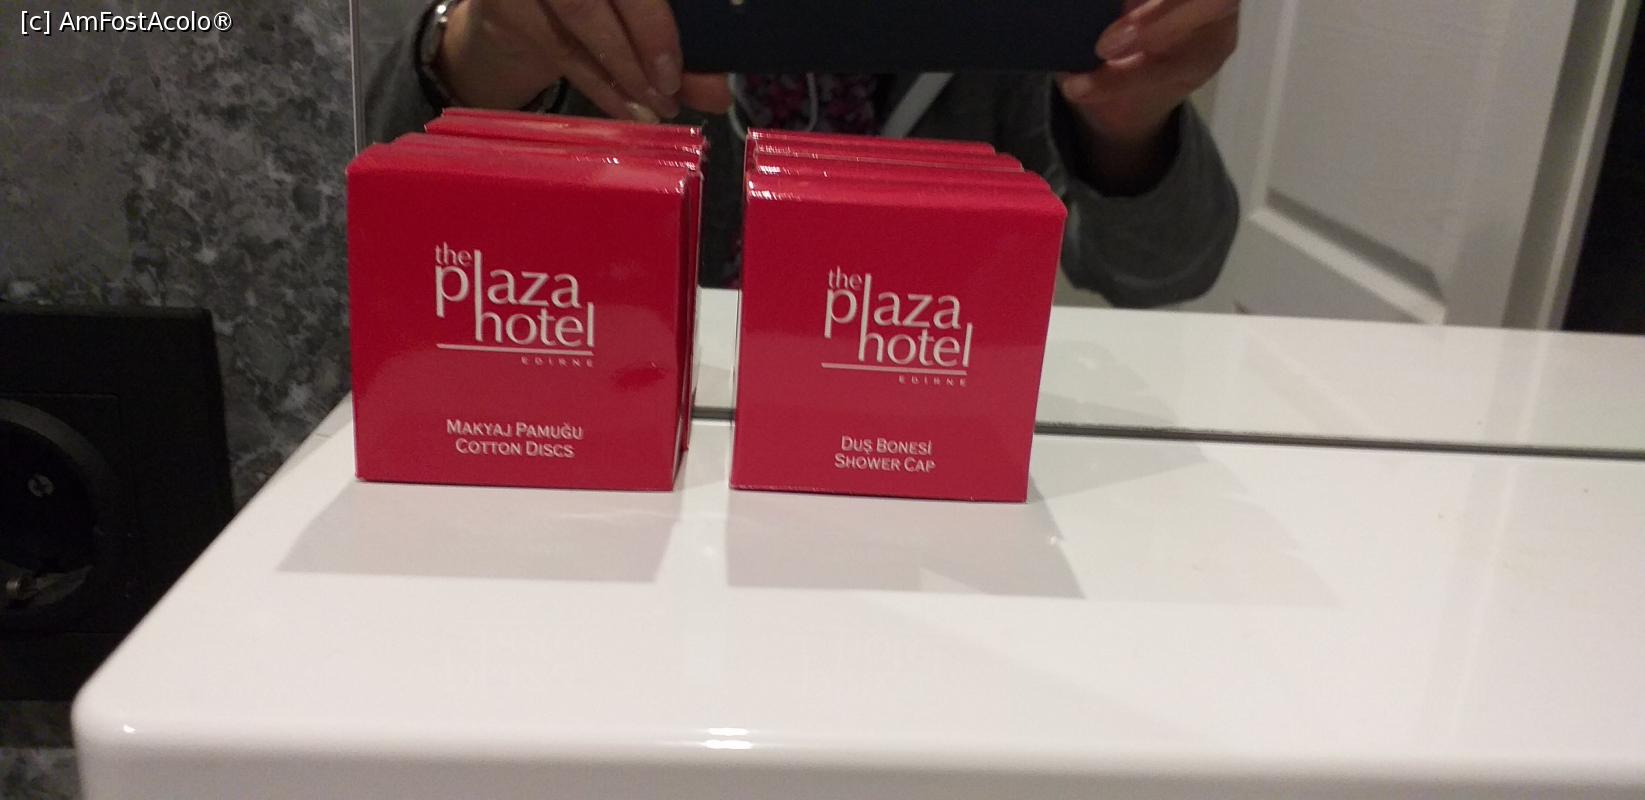 [c] AmFostAcolo®
the
plaza
hotel
EDIRNE
MAKYAJ PAMUĞU
COTTON DISCS
the
plaza
hotel
EDIRNE
DUŞ BONESİ
SHOWER CAP